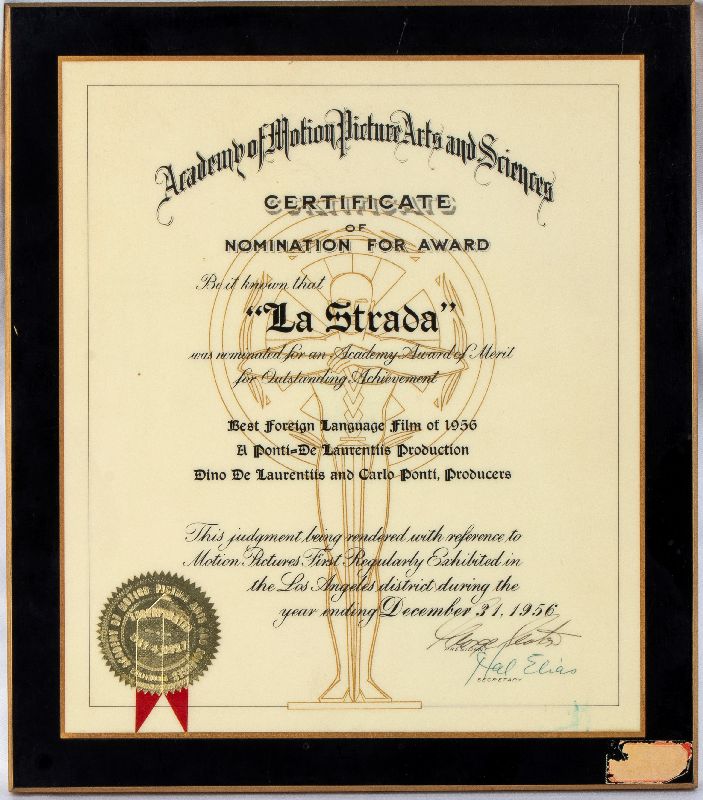 Academy of Motion Picture Arts and Sciences
CERTIFICATE
OF
NOMINATION FOR AWARD
Be it known that
“La Strada”
was nominated for an Academy Award of Merit
for Outstanding Achievement
Best Foreign Language Film of 1956
A Ponti-De Laurentiis Production
Dino De Laurentiis and Carlo Ponti, Producers
This judgment being rendered with reference to
Motion Pictures First Regularly Exhibited in
the Los Angeles district during the
year ending December 31, 1956
George Seaton
PRESIDENT
Hal Elias
SECRETARY